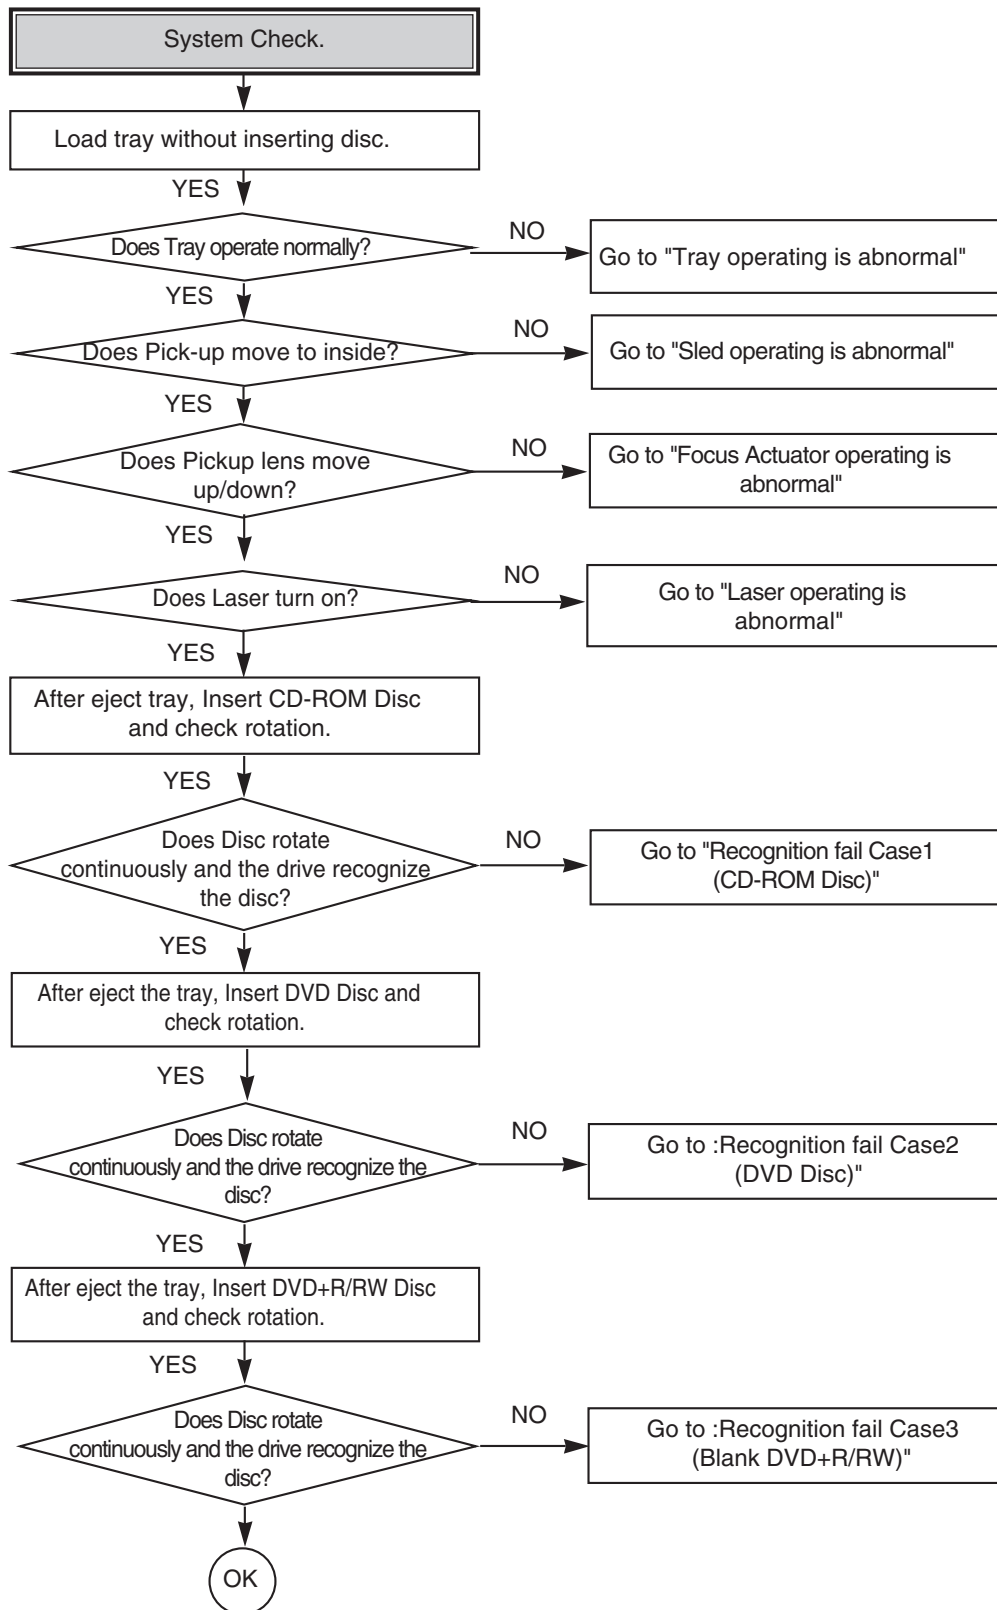 System Check.
Load tray without inserting disc.
YES
Does Tray operate normally?
NO
Go to "Tray operating is abnormal"
YES
Does Pick-up move to inside?
NO
Go to "Sled operating is abnormal"
YES
Does Pickup lens move
up/down?
NO
Go to "Focus Actuator operating is
abnormal"
YES
Does Laser turn on?
NO
Go to "Laser operating is
abnormal"
YES
After eject tray, Insert CD-ROM Disc
and check rotation.
YES
Does Disc rotate
continuously and the drive recognize
the disc?
NO
Go to "Recognition fail Case1
(CD-ROM Disc)"
YES
After eject the tray, Insert DVD Disc and
check rotation.
YES
Does Disc rotate
continuously and the drive recognize the
disc?
NO
Go to :Recognition fail Case2
(DVD Disc)"
YES
After eject the tray, Insert DVD+R/RW Disc
and check rotation.
YES
Does Disc rotate
continuously and the drive recognize the
disc?
NO
Go to :Recognition fail Case3
(Blank DVD+R/RW)"
OK